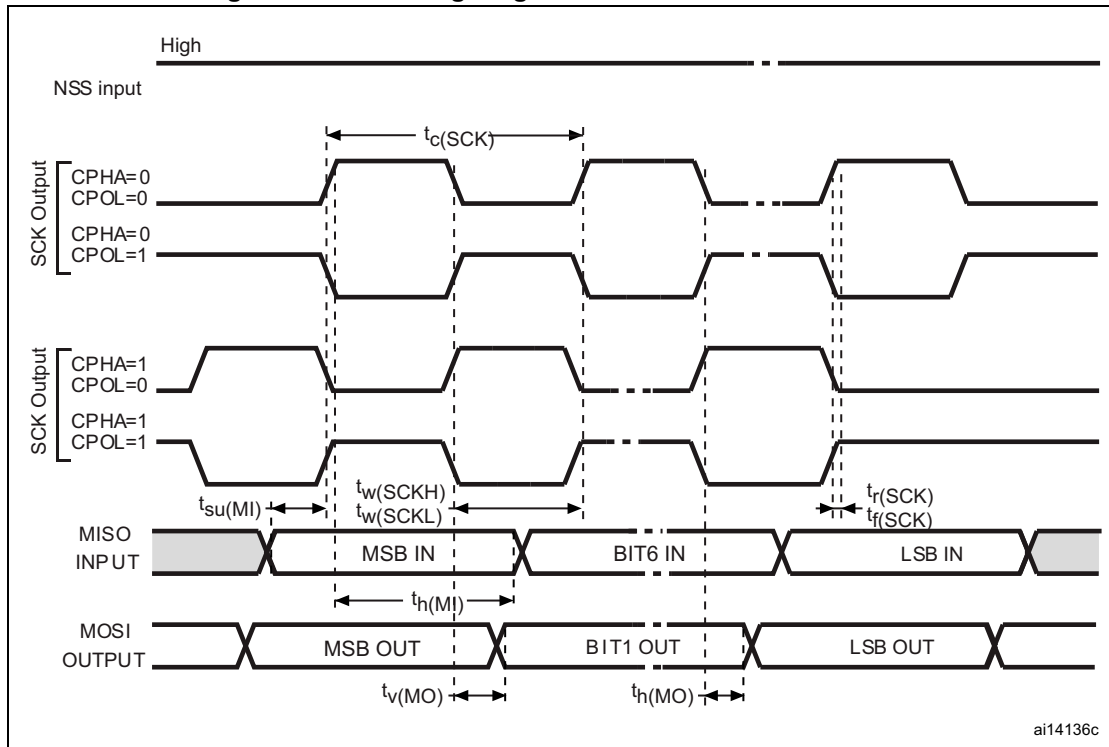 High
NSS input
tc(SCK)
SCK Output
CPHA=0
CPOL=0
CPHA=0
CPOL=1
SCK Output
CPHA=1
CPOL=0
CPHA=1
CPOL=1
tsu(MI)
tw(SCKH)
tw(SCKL)
tr(SCK)
tf(SCK)
MISO
INPUT
MSB IN
BIT6 IN
LSB IN
th(MI)
MOSI
OUTPUT
MSB OUT
BIT1 OUT
LSB OUT
tv(MO)
th(MO)
ai14136c